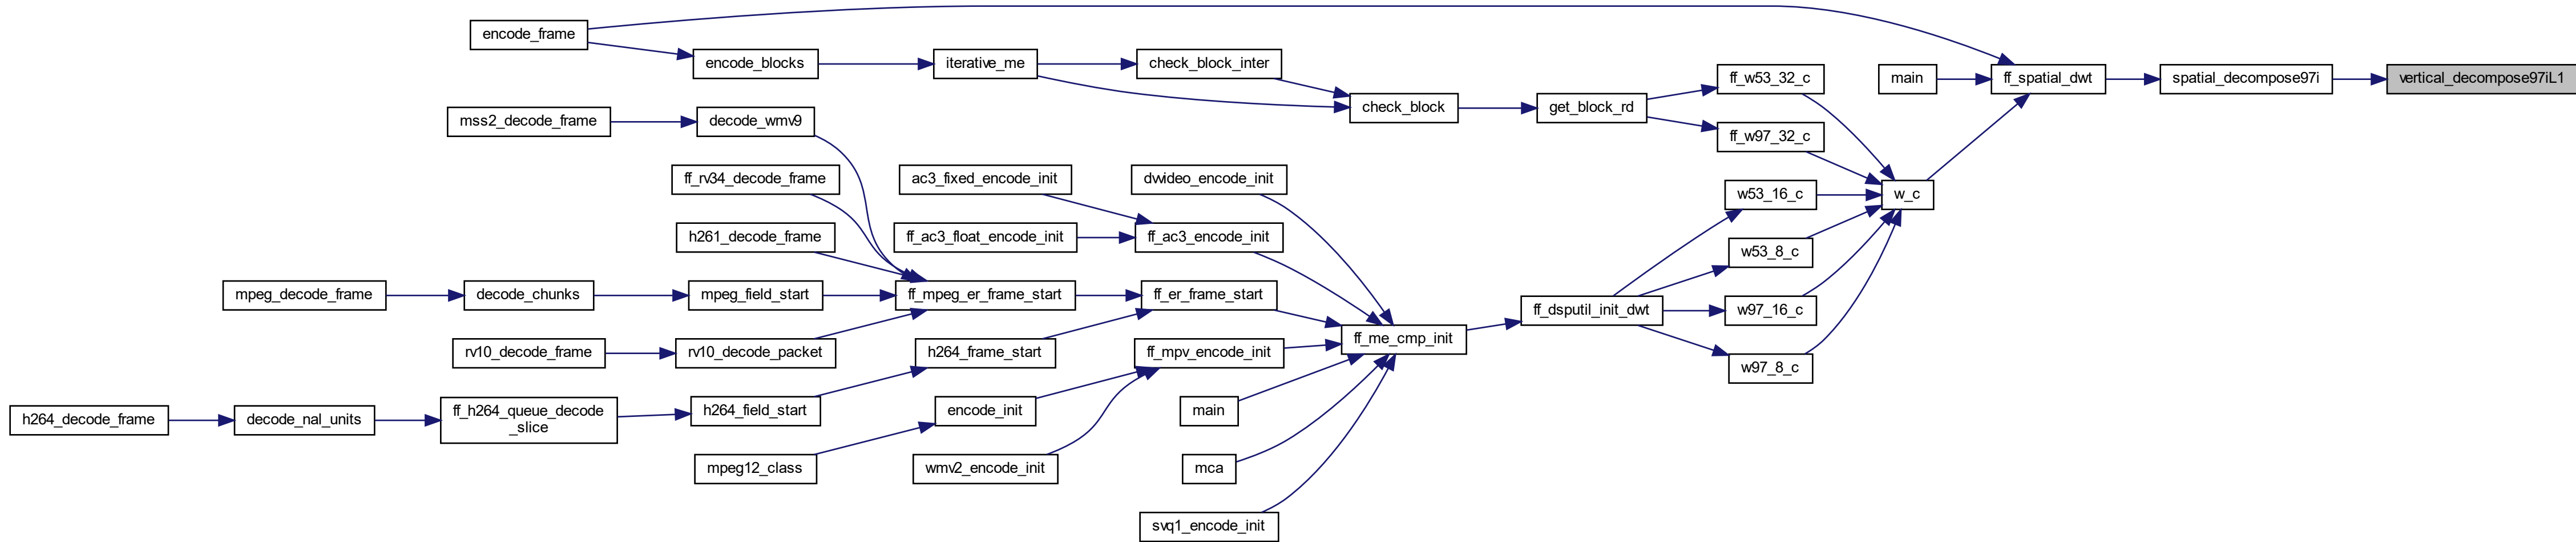 encode_frame
encode_blocks
iterative_me
check_block_inter
ff_w53_32_c
main
ff_spatial_dwt
spatial_decompose97i
vertical_decompose97iL1
mss2_decode_frame
decode_wmv9
check_block
get_block_rd
ff_w97_32_c
ff_rv34_decode_frame
ac3_fixed_encode_init
dvvideo_encode_init
w53_16_c
w_c
h261_decode_frame
ff_ac3_float_encode_init
ff_ac3_encode_init
w53_8_c
mpeg_decode_frame
decode_chunks
mpeg_field_start
ff_mpeg_er_frame_start
ff_er_frame_start
ff_dsputil_init_dwt
w97_16_c
rv10_decode_frame
rv10_decode_packet
h264_frame_start
ff_mpv_encode_init
ff_me_cmp_init
w97_8_c
h264_decode_frame
decode_nal_units
ff_h264_queue_decode
_slice
h264_field_start
encode_init
main
mpeg12_class
wmv2_encode_init
mca
svq1_encode_init